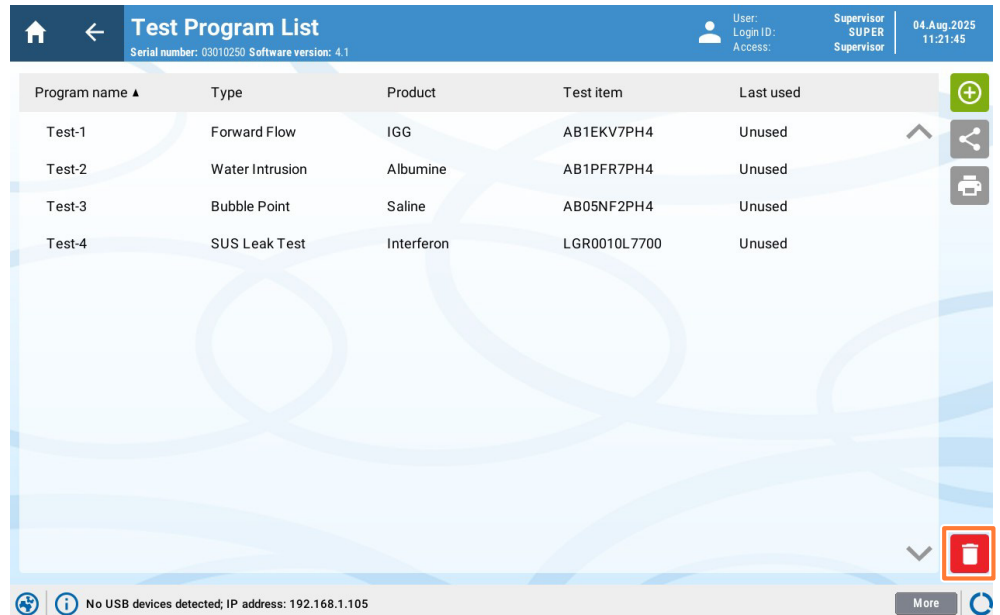 Test Program List
Serial number: 03010250 Software version: 4.1
User: Supervisor
Login ID: SUPER
Access: Supervisor
04.Aug.2025
11:21:45
Program name ▲ Type Product Test item Last used
Test-1 Forward Flow IGG AB1EKV7PH4 Unused
Test-2 Water Intrusion Albumine AB1PFR7PH4 Unused
Test-3 Bubble Point Saline AB05NF2PH4 Unused
Test-4 SUS Leak Test Interferon LGR0010L7700 Unused
No USB devices detected; IP address: 192.168.1.105
More